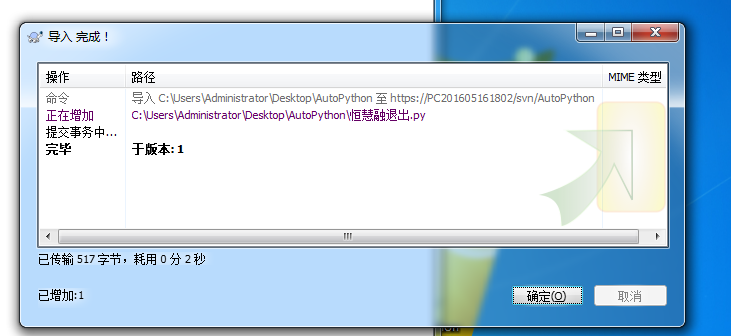 导入 完成！
操作 路径 MIME 类型
命令 导入 C:\Users\Administrator\Desktop\AutoPython 至 https://PC201605161802/svn/AutoPython
正在增加 C:\Users\Administrator\Desktop\AutoPython\恒慧融退出.py
提交事务中...
完毕 于版本: 1
已传输 517 字节，耗用 0 分 2 秒
已增加:1 确定(O) 取消